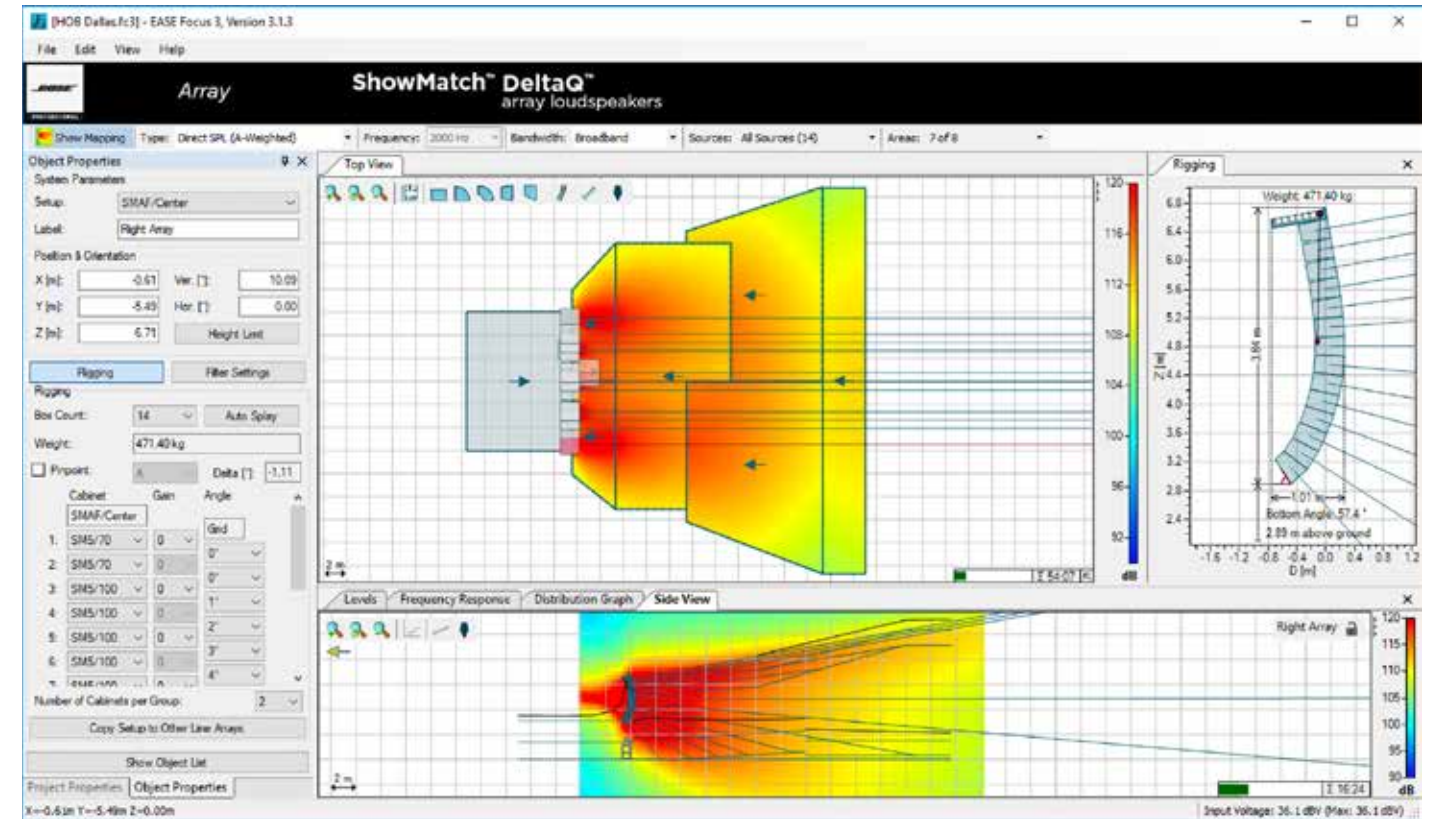 [HOB Dallas.fc3] - EASE Focus 3, Version 3.1.3
File Edit View Help
BOSE
PROFESSIONAL
Array
ShowMatch™ DeltaQ™
array loudspeakers
Show Mapping Type: Direct SPL (A-Weighted) Frequency: 2000 Hz Bandwidth: Broadband Sources: All Sources (14) Areas: 7 of 8
Object Properties
System Parameters
Setup: SMAF/Center
Label: Right Array
Position & Orientation
X [m]: -0.61 Ver. [°]: 10.09
Y [m]: -5.49 Hor. [°]: 0.00
Z [m]: 6.71 Height Limit
Rigging Filter Settings
Rigging
Box Count: 14 Auto Splay
Weight: 471.40 kg
Pinpoint: A Delta [°]: -1.11
Cabinet Gain Angle
SMAF/Center
Grid
1. SM5/70 0
0°
2. SM5/70 0
0°
3. SM5/100 0
1°
4. SM5/100 0
2°
5. SM5/100 0
3°
6. SM5/100 0
4°
7. SM5/100 0
Number of Cabinets per Group: 2
Copy Setup to Other Line Arrays
Show Object List
Project Properties Object Properties
X=-0.61m Y=-5.49m Z=0.00m
Top View
120
116
112
108
104
100
96
92
dB
2 m
Σ 54:07
Rigging
Weight: 471.40 kg
6.8
6.4
6.0
5.6
5.2
4.8
4.4
4.0
3.6
3.2
2.8
2.4
Z [m]
3.84 m
1.01 m
Bottom Angle: 57.4 °
2.89 m above ground
-1.6 -1.2 -0.8 -0.4 0.0 0.4 0.8 1.2
D [m]
Levels Frequency Response Distribution Graph Side View
Right Array
120
115
110
105
100
95
90
dB
2 m
Σ 16:24
Input Voltage: 36.1 dBV (Max: 36.1 dBV)